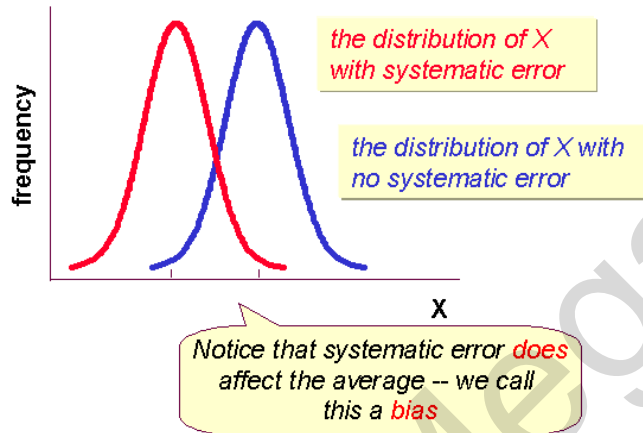 the distribution of X
with systematic error
the distribution of X with
no systematic error
frequency
X
Notice that systematic error does
affect the average -- we call
this a bias
Mega